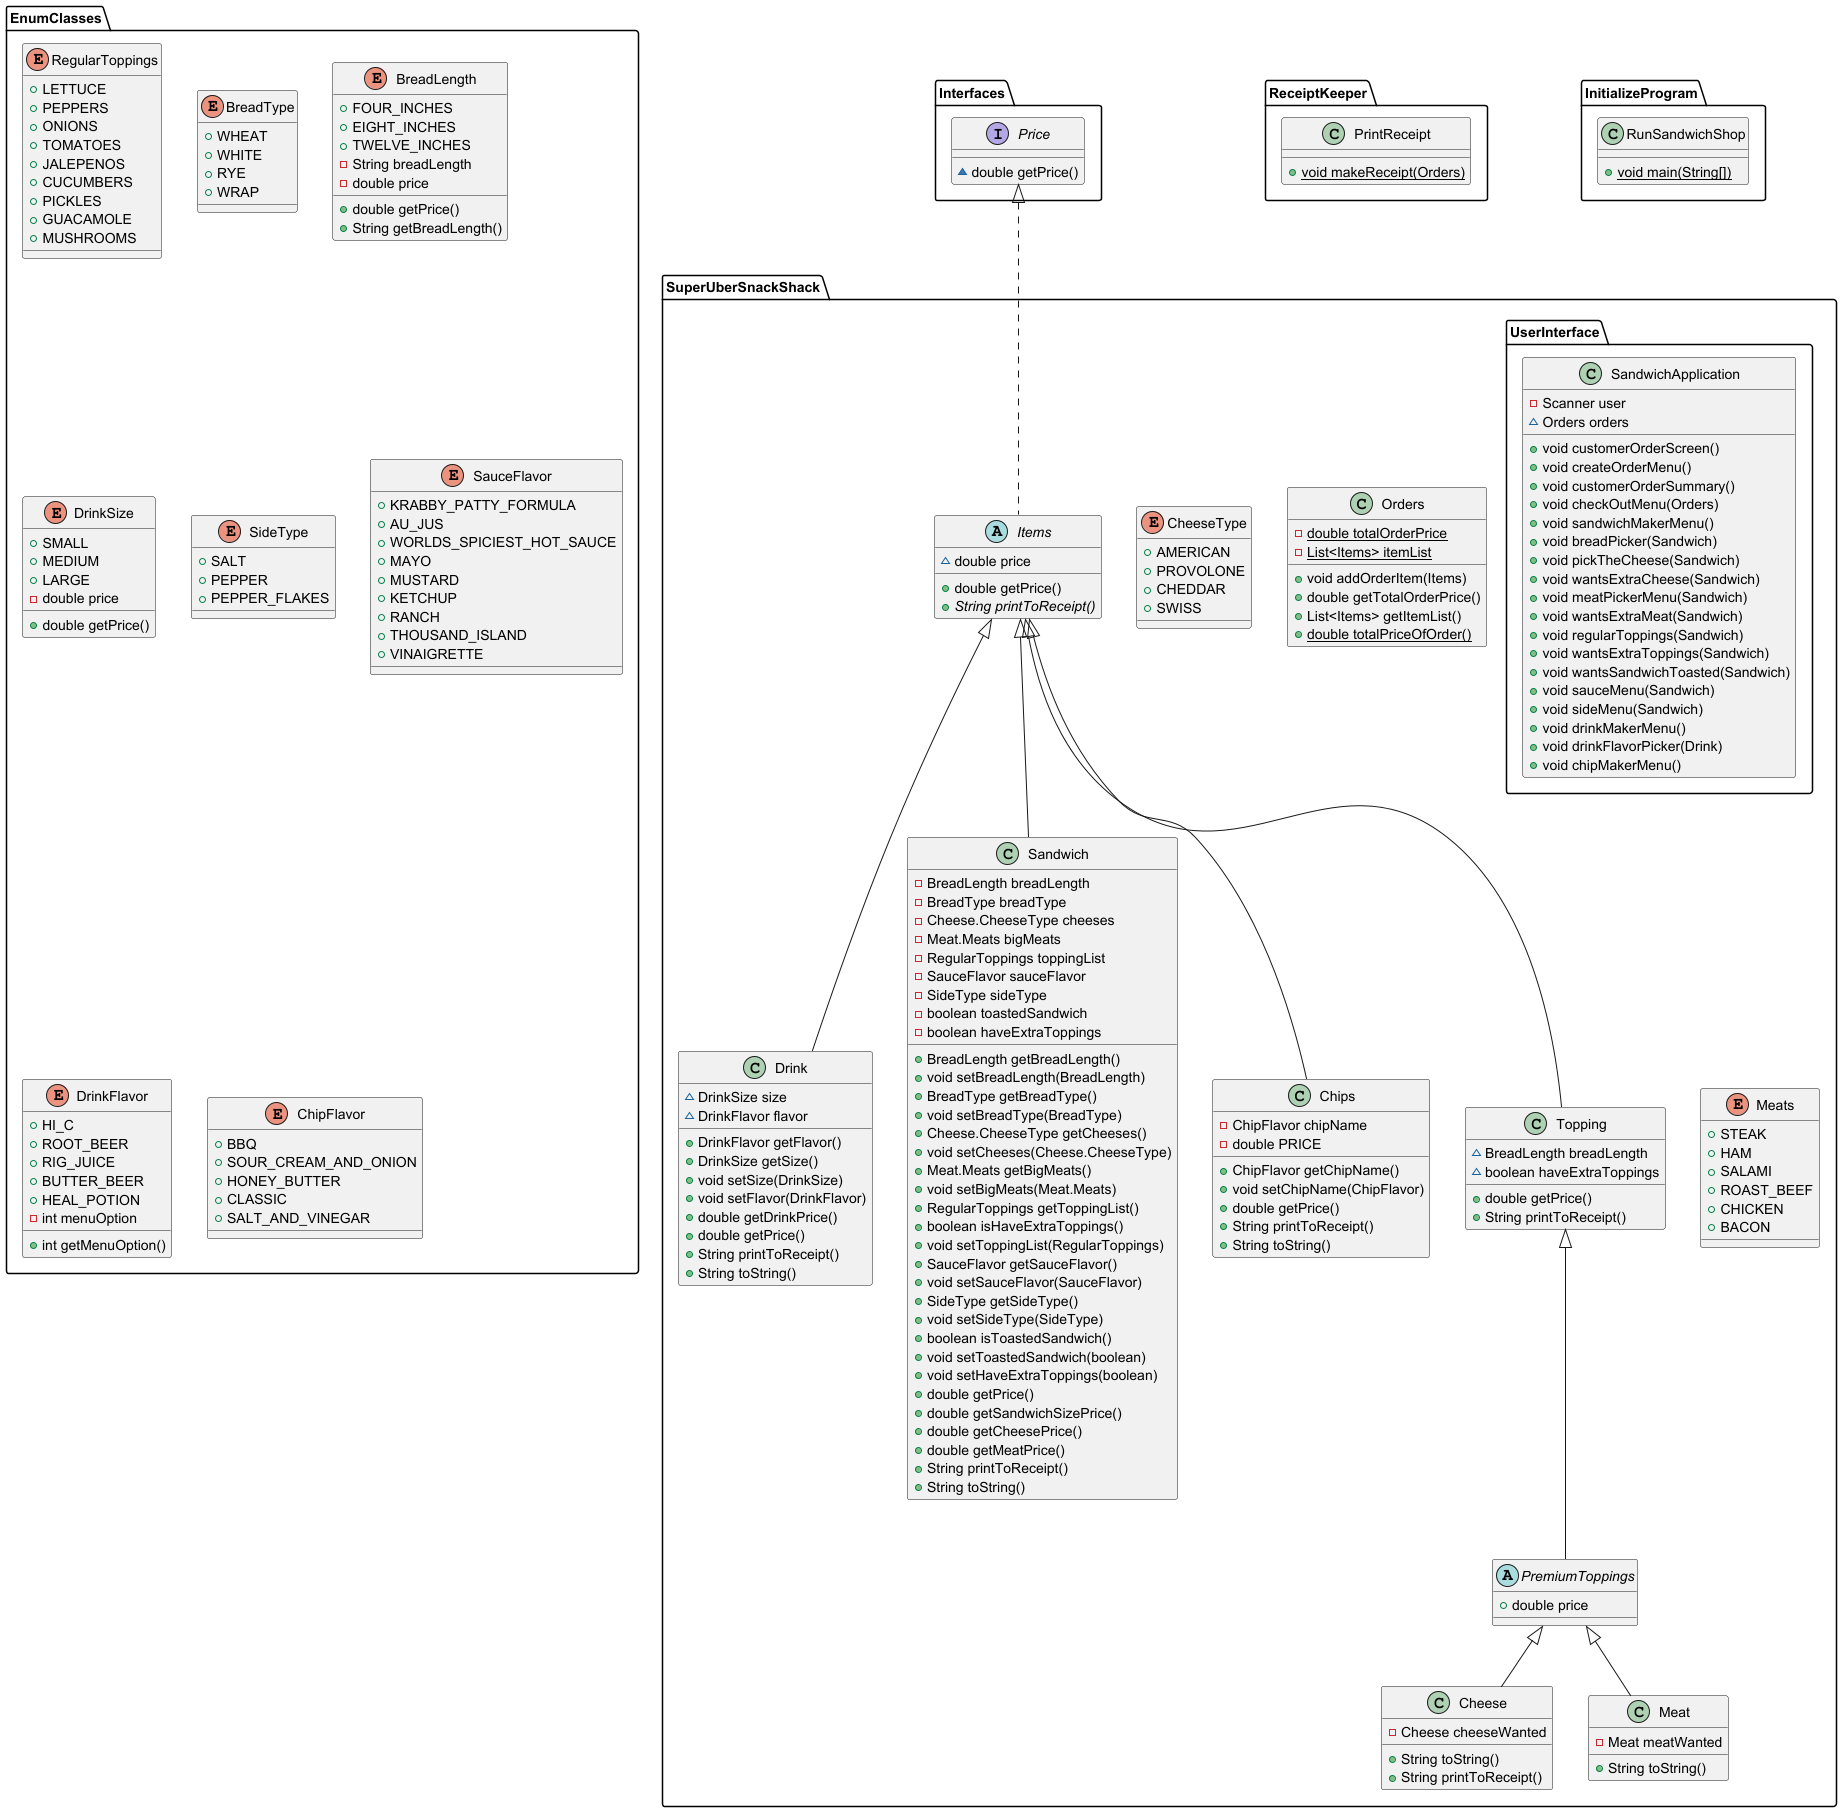 EnumClasses
RegularToppings
LETTUCE
PEPPERS
ONIONS
TOMATOES
JALEPENOS
CUCUMBERS
PICKLES
GUACAMOLE
MUSHROOMS
BreadType
WHEAT
WHITE
RYE
WRAP
BreadLength
FOUR_INCHES
EIGHT_INCHES
TWELVE_INCHES
String breadLength
double price
double getPrice()
String getBreadLength()
DrinkSize
SMALL
MEDIUM
LARGE
double price
double getPrice()
SideType
SALT
PEPPER
PEPPER_FLAKES
SauceFlavor
KRABBY_PATTY_FORMULA
AU_JUS
WORLDS_SPICIEST_HOT_SAUCE
MAYO
MUSTARD
KETCHUP
RANCH
THOUSAND_ISLAND
VINAIGRETTE
DrinkFlavor
HI_C
ROOT_BEER
RIG_JUICE
BUTTER_BEER
HEAL_POTION
int menuOption
int getMenuOption()
ChipFlavor
BBQ
SOUR_CREAM_AND_ONION
HONEY_BUTTER
CLASSIC
SALT_AND_VINEGAR
Interfaces
Price
double getPrice()
ReceiptKeeper
PrintReceipt
void makeReceipt(Orders)
InitializeProgram
RunSandwichShop
void main(String[])
SuperUberSnackShack
UserInterface
SandwichApplication
Scanner user
Orders orders
void customerOrderScreen()
void createOrderMenu()
void customerOrderSummary()
void checkOutMenu(Orders)
void sandwichMakerMenu()
void breadPicker(Sandwich)
void pickTheCheese(Sandwich)
void wantsExtraCheese(Sandwich)
void meatPickerMenu(Sandwich)
void wantsExtraMeat(Sandwich)
void regularToppings(Sandwich)
void wantsExtraToppings(Sandwich)
void wantsSandwichToasted(Sandwich)
void sauceMenu(Sandwich)
void sideMenu(Sandwich)
void drinkMakerMenu()
void drinkFlavorPicker(Drink)
void chipMakerMenu()
Items
double price
double getPrice()
String printToReceipt()
CheeseType
AMERICAN
PROVOLONE
CHEDDAR
SWISS
Orders
double totalOrderPrice
List<Items> itemList
void addOrderItem(Items)
double getTotalOrderPrice()
List<Items> getItemList()
double totalPriceOfOrder()
Drink
DrinkSize size
DrinkFlavor flavor
DrinkFlavor getFlavor()
DrinkSize getSize()
void setSize(DrinkSize)
void setFlavor(DrinkFlavor)
double getDrinkPrice()
double getPrice()
String printToReceipt()
String toString()
Sandwich
BreadLength breadLength
BreadType breadType
Cheese.CheeseType cheeses
Meat.Meats bigMeats
RegularToppings toppingList
SauceFlavor sauceFlavor
SideType sideType
boolean toastedSandwich
boolean haveExtraToppings
BreadLength getBreadLength()
void setBreadLength(BreadLength)
BreadType getBreadType()
void setBreadType(BreadType)
Cheese.CheeseType getCheeses()
void setCheeses(Cheese.CheeseType)
Meat.Meats getBigMeats()
void setBigMeats(Meat.Meats)
RegularToppings getToppingList()
boolean isHaveExtraToppings()
void setToppingList(RegularToppings)
SauceFlavor getSauceFlavor()
void setSauceFlavor(SauceFlavor)
SideType getSideType()
void setSideType(SideType)
boolean isToastedSandwich()
void setToastedSandwich(boolean)
void setHaveExtraToppings(boolean)
double getPrice()
double getSandwichSizePrice()
double getCheesePrice()
double getMeatPrice()
String printToReceipt()
String toString()
Chips
ChipFlavor chipName
double PRICE
ChipFlavor getChipName()
void setChipName(ChipFlavor)
double getPrice()
String printToReceipt()
String toString()
Topping
BreadLength breadLength
boolean haveExtraToppings
double getPrice()
String printToReceipt()
Meats
STEAK
HAM
SALAMI
ROAST_BEEF
CHICKEN
BACON
PremiumToppings
double price
Cheese
Cheese cheeseWanted
String toString()
String printToReceipt()
Meat
Meat meatWanted
String toString()